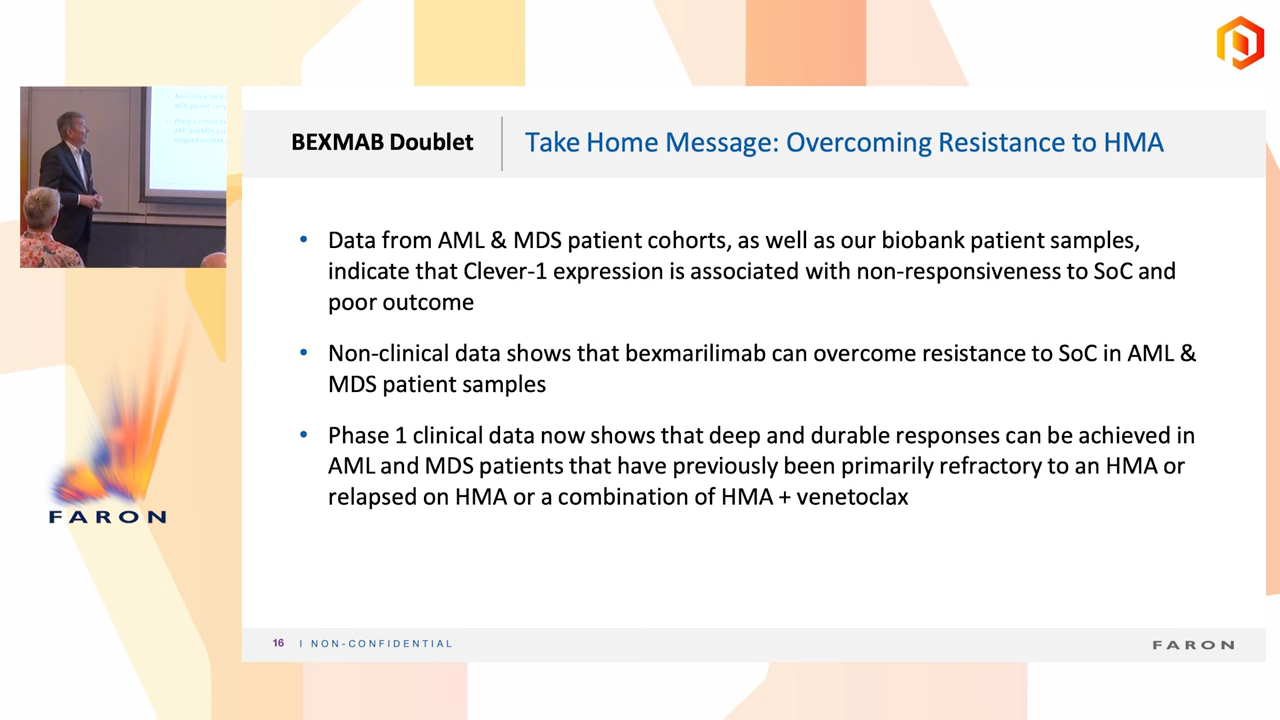 BEXMAB Doublet
Take Home Message: Overcoming Resistance to HMA
• Data from AML & MDS patient cohorts, as well as our biobank patient samples,
indicate that Clever-1 expression is associated with non-responsiveness to SoC and
poor outcome
• Non-clinical data shows that bexmarilimab can overcome resistance to SoC in AML &
MDS patient samples
• Phase 1 clinical data now shows that deep and durable responses can be achieved in
AML and MDS patients that have previously been primarily refractory to an HMA or
relapsed on HMA or a combination of HMA + venetoclax
FARON
16 I NON-CONFIDENTIAL
FARON